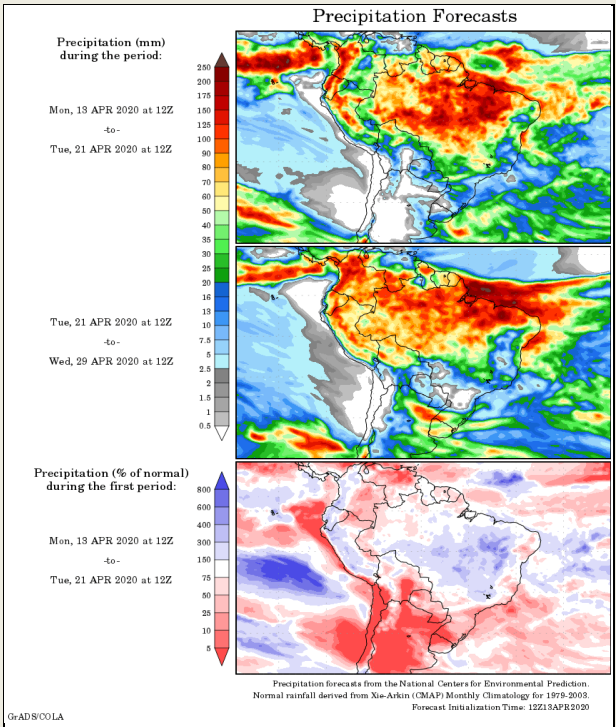 Precipitation Forecasts
Precipitation (mm)
during the period:
Mon, 13 APR 2020 at 12Z
-to-
Tue, 21 APR 2020 at 12Z
250
200
175
150
125
100
90
80
70
60
50
40
35
30
25
20
16
13
10
7.5
5
2.5
2
1.5
1
0.5
Tue, 21 APR 2020 at 12Z
-to-
Wed, 29 APR 2020 at 12Z
Precipitation (% of normal)
during the first period:
Mon, 13 APR 2020 at 12Z
-to-
Tue, 21 APR 2020 at 12Z
800
600
400
300
150
75
50
25
10
5
Precipitation forecasts from the National Centers for Environmental Prediction.
Normal rainfall derived from Xie-Arkin (CMAP) Monthly Climatology for 1979-2003.
Forecast Initialization Time: 12Z13APR2020
GrADS/COLA